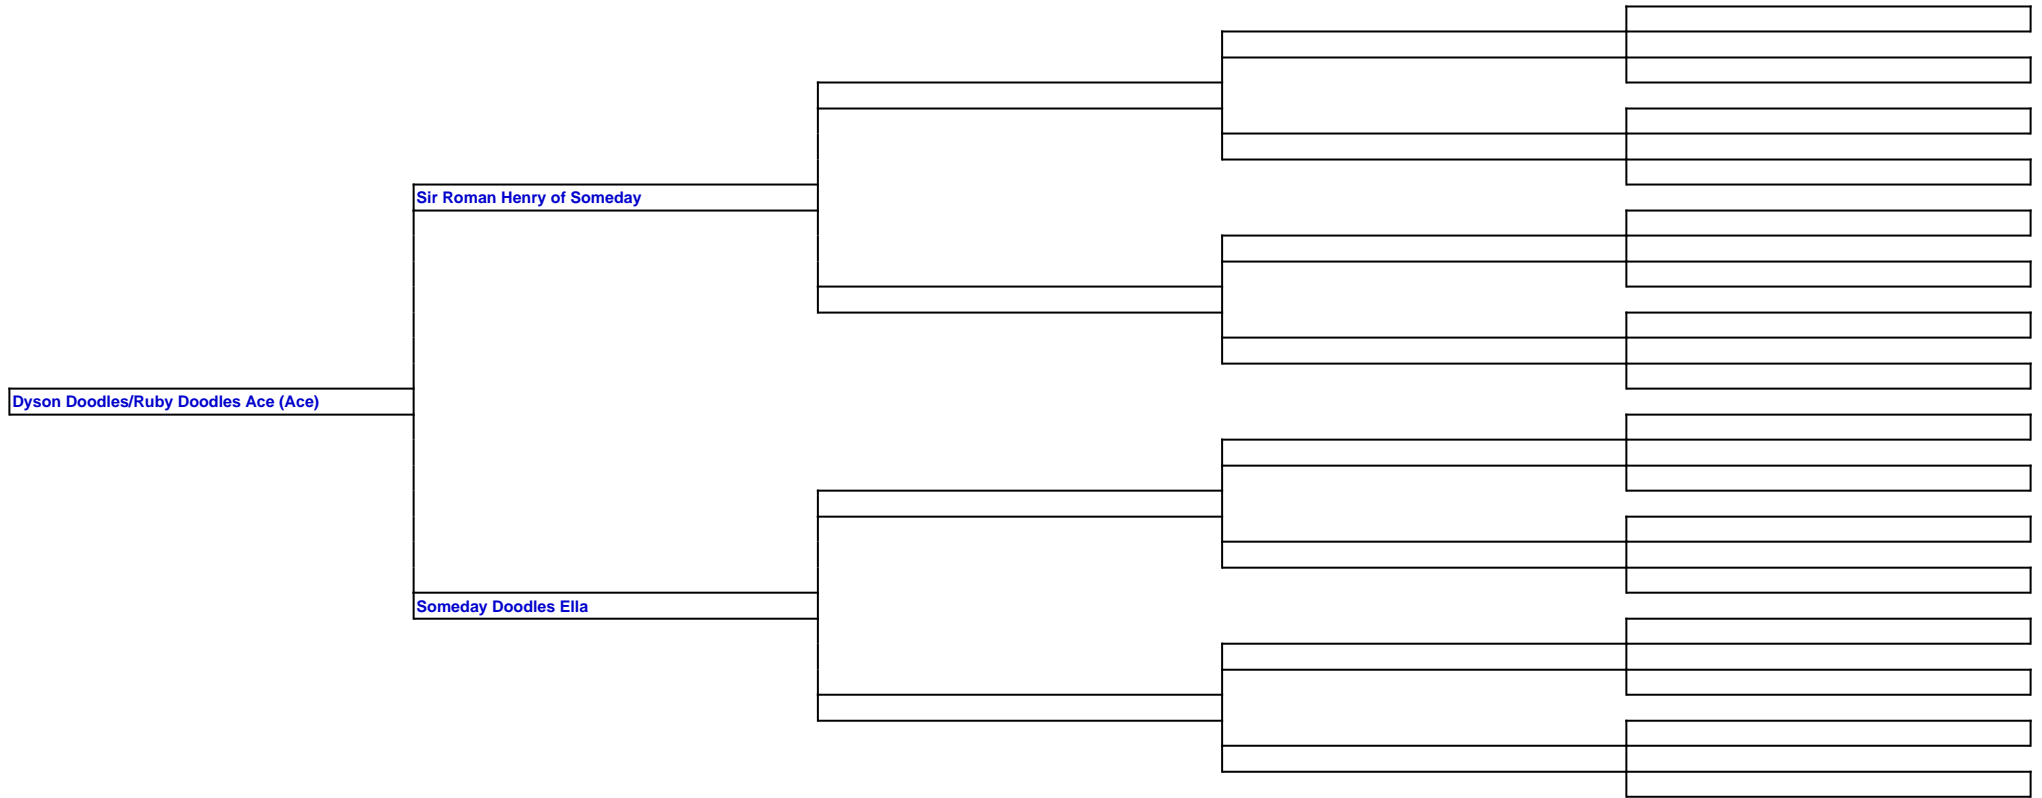 Sir Roman Henry of Someday
Dyson Doodles/Ruby Doodles Ace (Ace)
Someday Doodles Ella